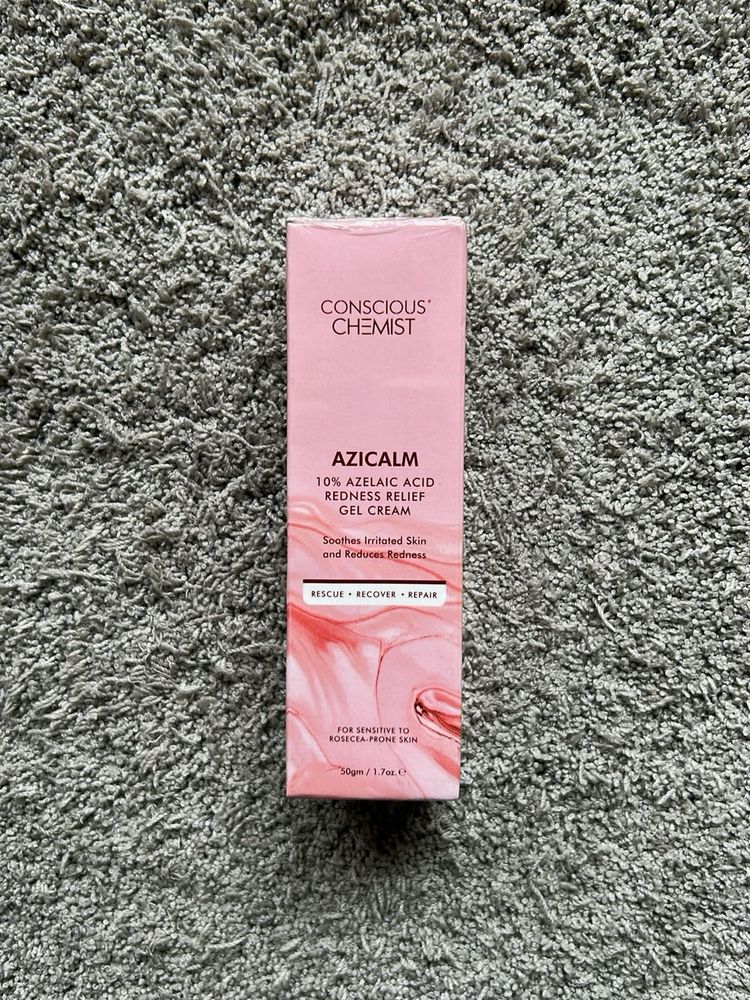 CONSCIOUS*
CHEMIST
AZICALM
10% AZELAIC ACID
REDNESS RELIEF
GEL CREAM
Soothes Irritated Skin
and Reduces Redness
RESCUE • RECOVER • REPAIR
FOR SENSITIVE TO
ROSECEA-PRONE SKIN
50gm / 1.7oz. ℮